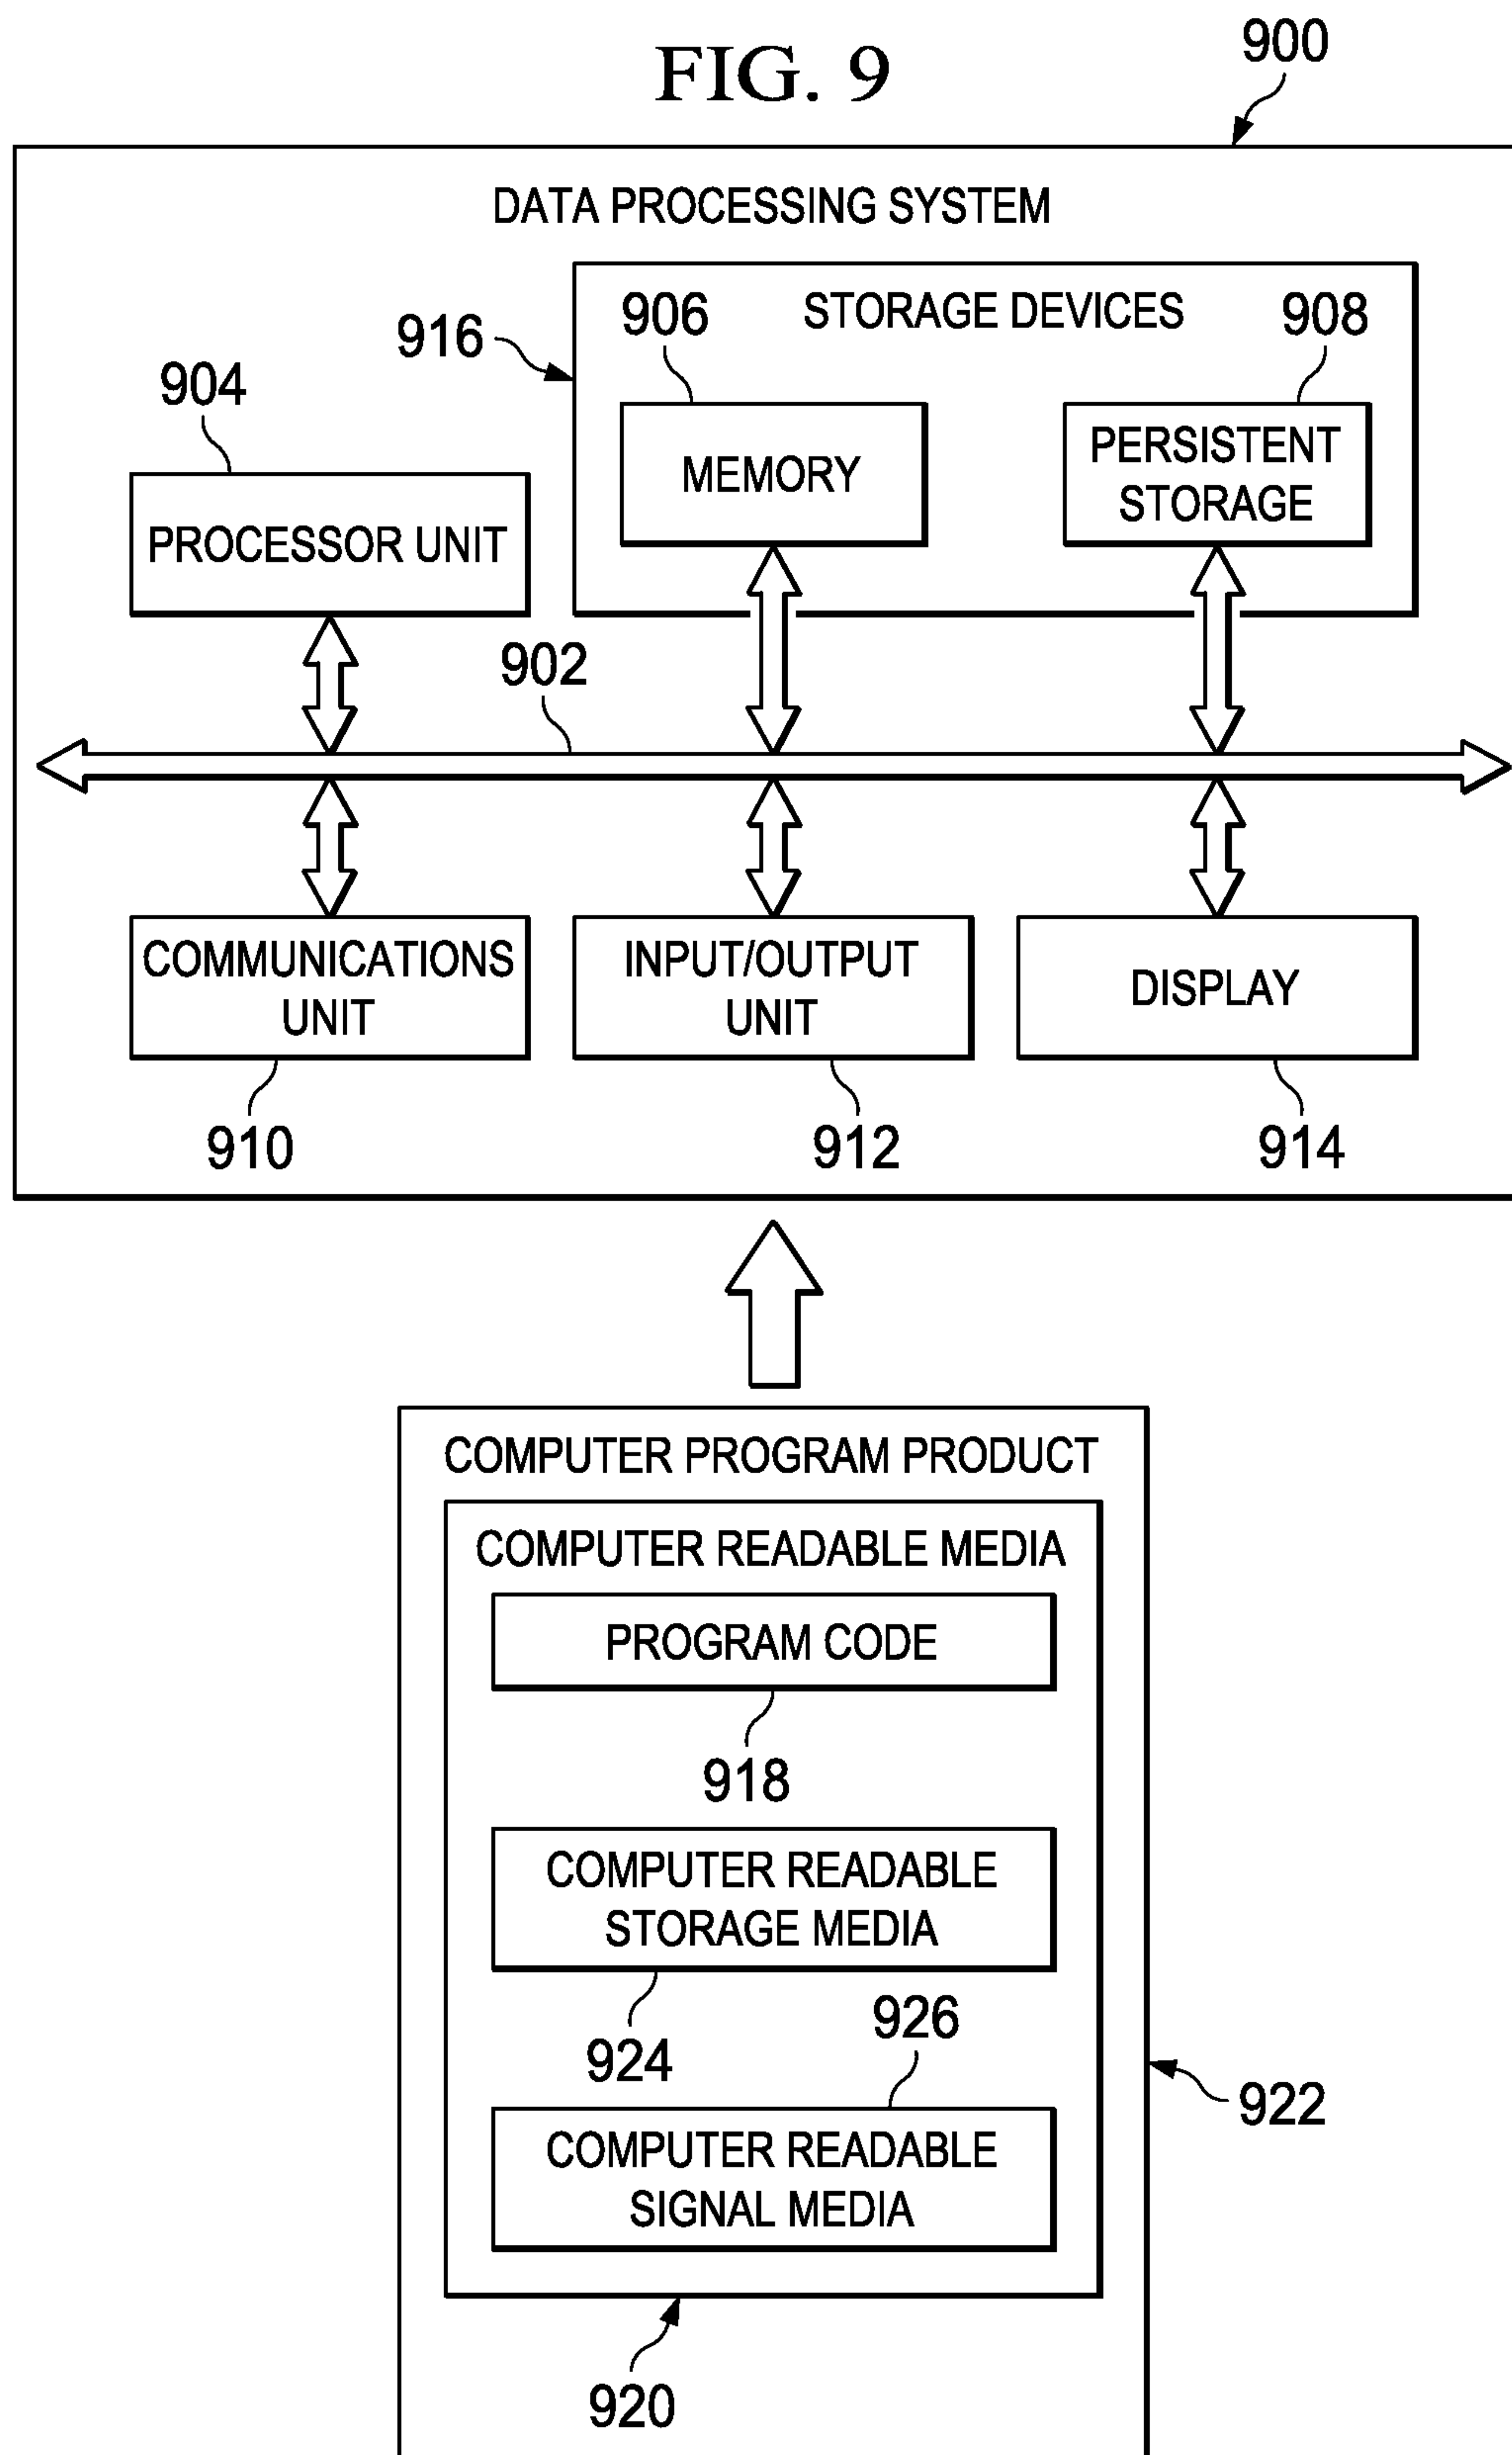 FIG. 9
900
DATA PROCESSING SYSTEM
916
906
STORAGE DEVICES
908
904
MEMORY
PERSISTENT
STORAGE
PROCESSOR UNIT
902
COMMUNICATIONS
UNIT
INPUT/OUTPUT
UNIT
DISPLAY
910
912
914
COMPUTER PROGRAM PRODUCT
COMPUTER READABLE MEDIA
PROGRAM CODE
918
COMPUTER READABLE
STORAGE MEDIA
924
926
922
COMPUTER READABLE
SIGNAL MEDIA
920